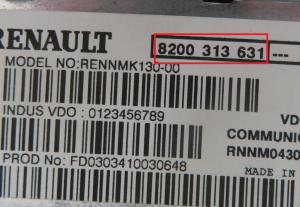 RENAULT 8200 313 631 ---
MODEL NO:RENNMK130-00
INDUS VDO : 0123456789 VD
COMMUNIC
RNNM0430
PROD No: FD0303410030648 MADE IN